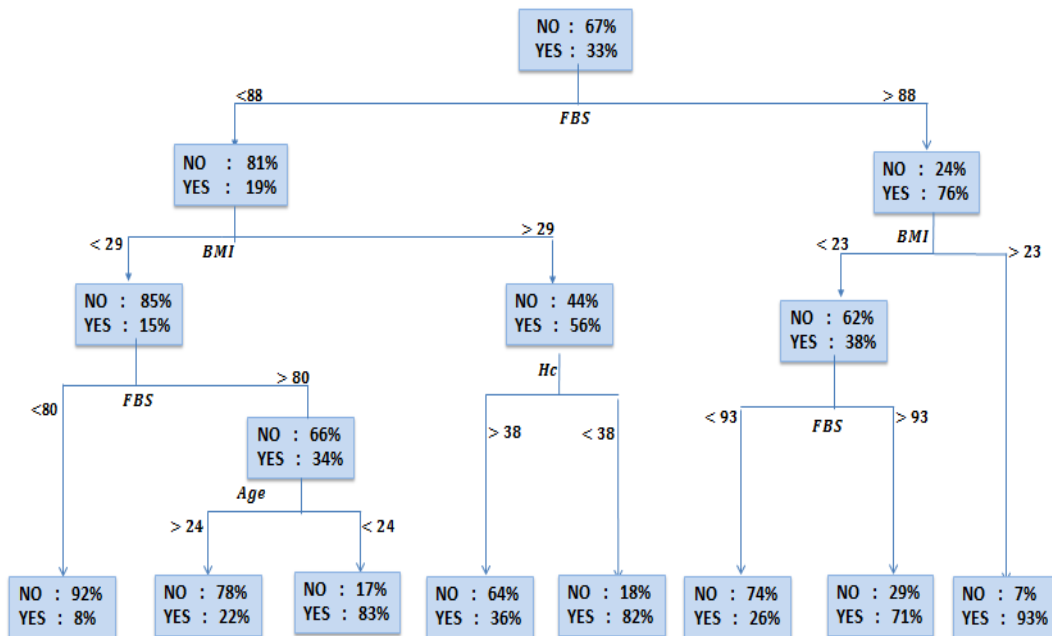 NO : 67%
YES : 33%
<88
> 88
FBS
NO : 81%
YES : 19%
NO : 24%
YES : 76%
< 29
BMI
> 29
< 23
BMI
> 23
NO : 85%
YES : 15%
NO : 44%
YES : 56%
NO : 62%
YES : 38%
<80
FBS
> 80
Hc
< 93
FBS
> 93
NO : 66%
YES : 34%
> 38
< 38
Age
> 24
< 24
NO : 92%
YES : 8%
NO : 78%
YES : 22%
NO : 17%
YES : 83%
NO : 64%
YES : 36%
NO : 18%
YES : 82%
NO : 74%
YES : 26%
NO : 29%
YES : 71%
NO : 7%
YES : 93%